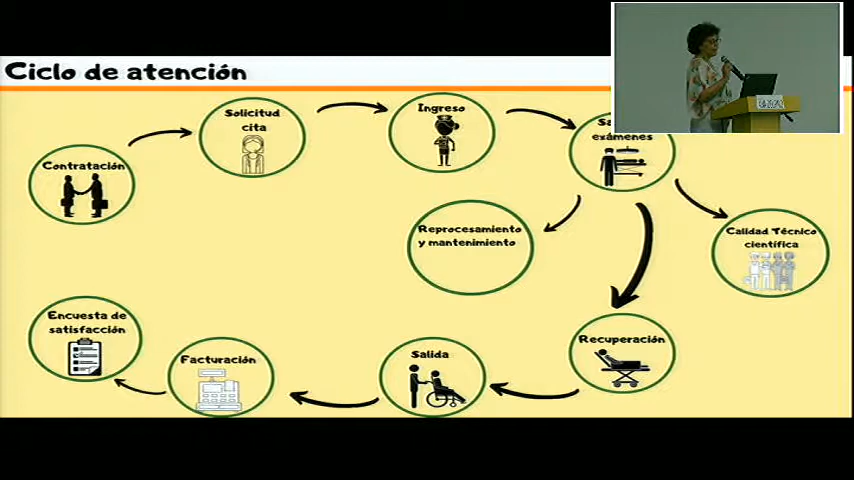 Ciclo de atención
Contratación
Solicitud
cita
Ingreso
exámenes
Reprocesamiento
y mantenimiento
Calidad Técnico
científica
Encuesta de
satisfacción
Facturación
Salida
Recuperación